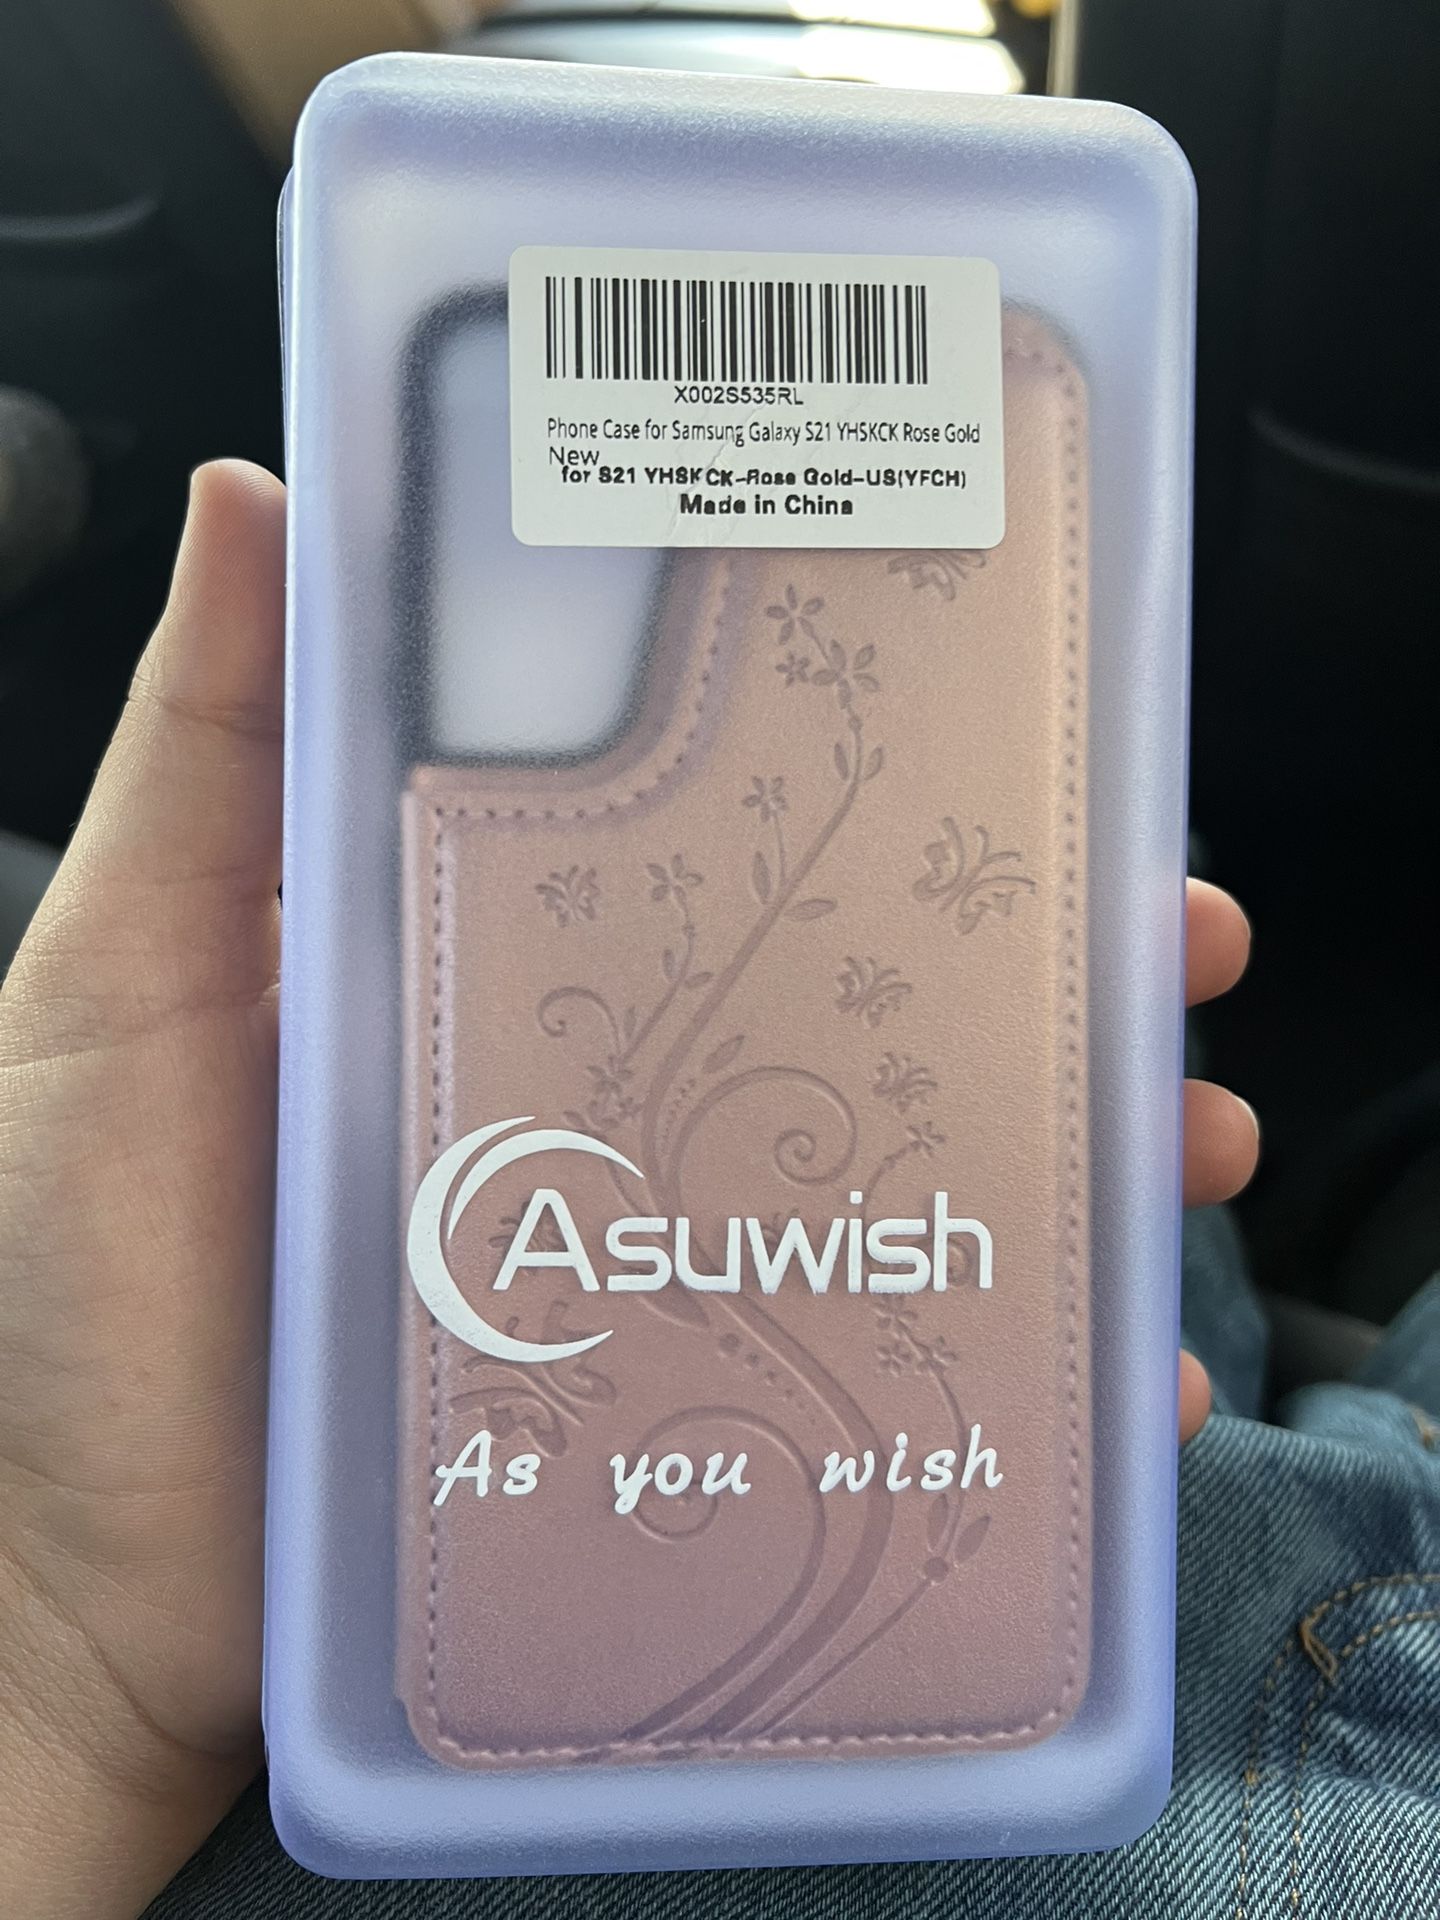 X002S535RL
Phone Case for Samsung Galaxy S21 YHSKCK Rose Gold
New
for S21 YHSKCK-Rose Gold-US(YFCH)
Made in China
Asuwish
As you wish